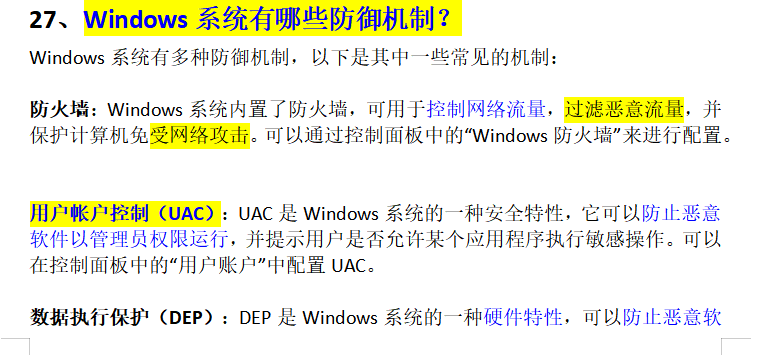 27、Windows 系统有哪些防御机制？
Windows 系统有多种防御机制，以下是其中一些常见的机制：
防火墙：Windows 系统内置了防火墙，可用于控制网络流量，过滤恶意流量，并
保护计算机免受网络攻击。可以通过控制面板中的“Windows 防火墙”来进行配置。
用户帐户控制（UAC）：UAC 是 Windows 系统的一种安全特性，它可以防止恶意
软件以管理员权限运行，并提示用户是否允许某个应用程序执行敏感操作。可以
在控制面板中的“用户账户”中配置 UAC。
数据执行保护（DEP）：DEP 是 Windows 系统的一种硬件特性，可以防止恶意软